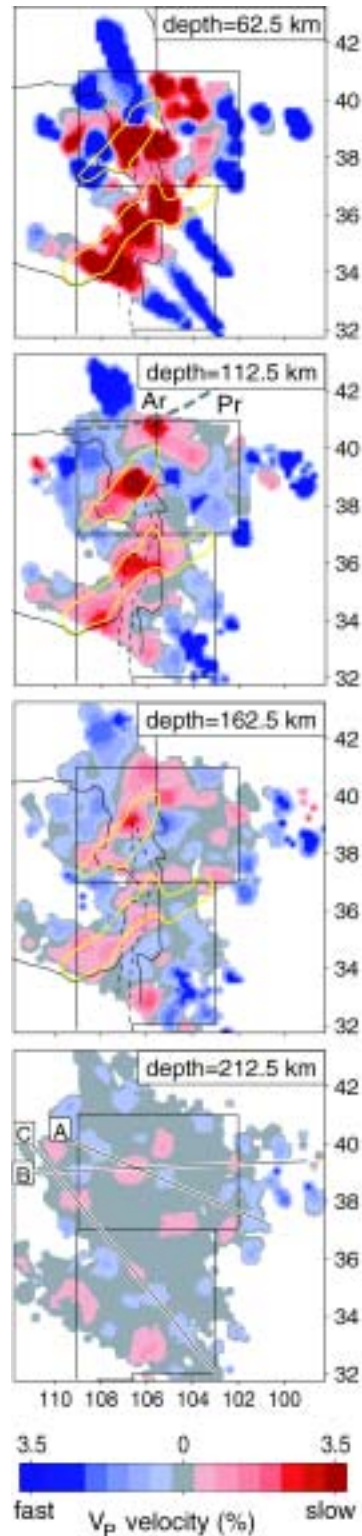 depth=62.5 km
42
40
38
36
34
32
depth=112.5 km
Ar Pr
42
40
38
36
34
32
depth=162.5 km
42
40
38
36
34
32
depth=212.5 km
42
C A
40
B
38
36
34
32
110 108 106 104 102 100
3.5 0 3.5
fast slow
VP velocity (%)